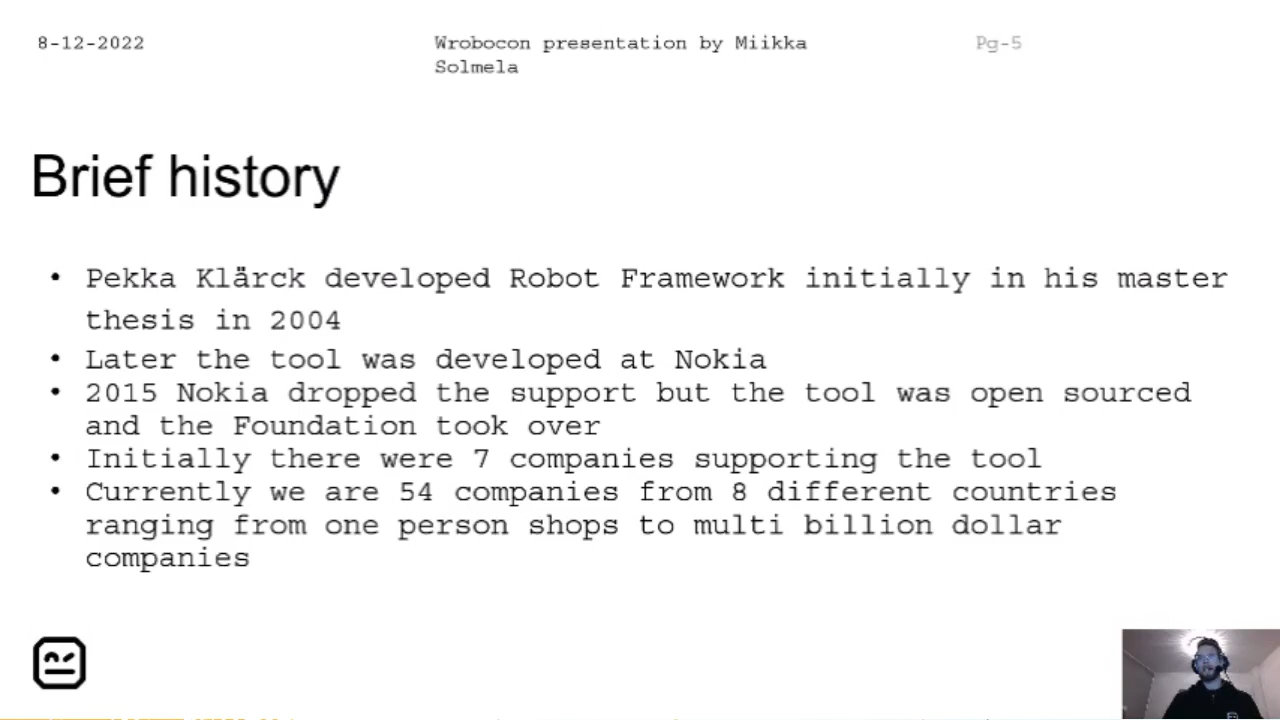 8-12-2022
Wrobocon presentation by Miikka
Solmela
Pg-5
Brief history
• Pekka Klärck developed Robot Framework initially in his master
thesis in 2004
• Later the tool was developed at Nokia
• 2015 Nokia dropped the support but the tool was open sourced
and the Foundation took over
• Initially there were 7 companies supporting the tool
• Currently we are 54 companies from 8 different countries
ranging from one person shops to multi billion dollar
companies